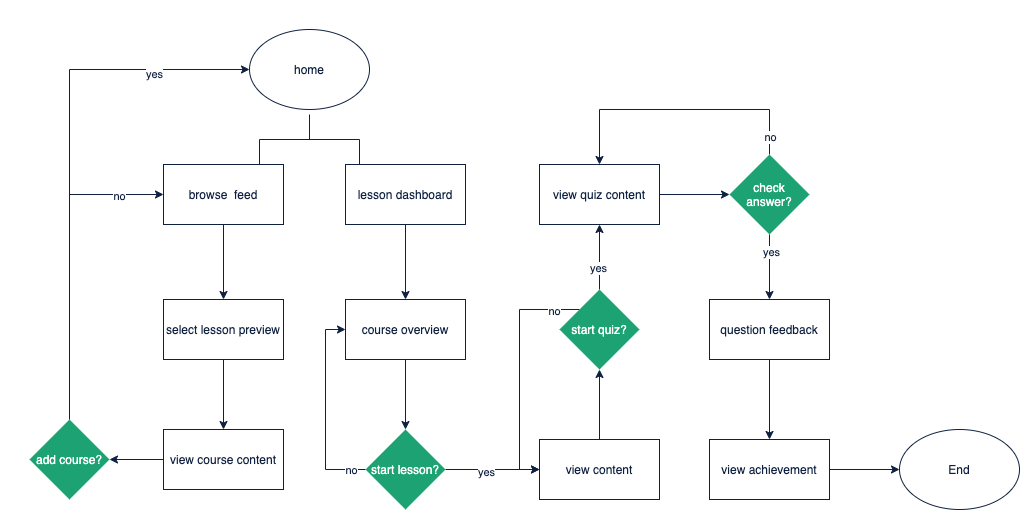 home
yes
no
browse feed
lesson dashboard
view quiz content
no
check
answer?
yes
yes
no
start quiz?
select lesson preview
course overview
question feedback
add course?
view course content
no
start lesson?
yes
view content
view achievement
End